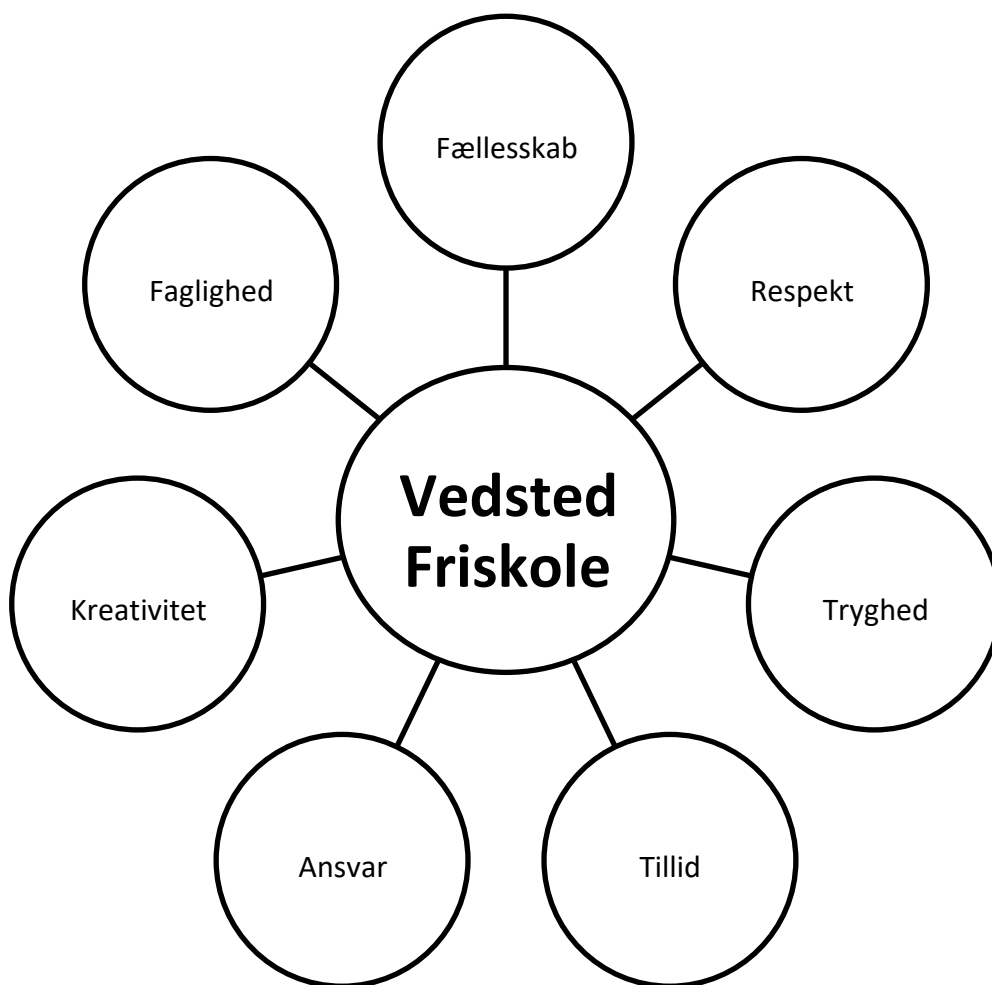 Fællesskab
Respekt
Tryghed
Tillid
Ansvar
Kreativitet
Faglighed
Vedsted
Friskole